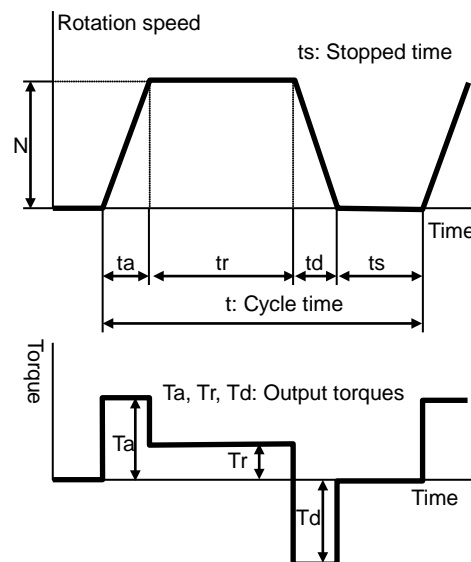 Rotation speed
ts: Stopped time
N
Time
ta
tr
td
ts
t: Cycle time
Torque
Ta, Tr, Td: Output torques
Ta
Tr
Td
Time